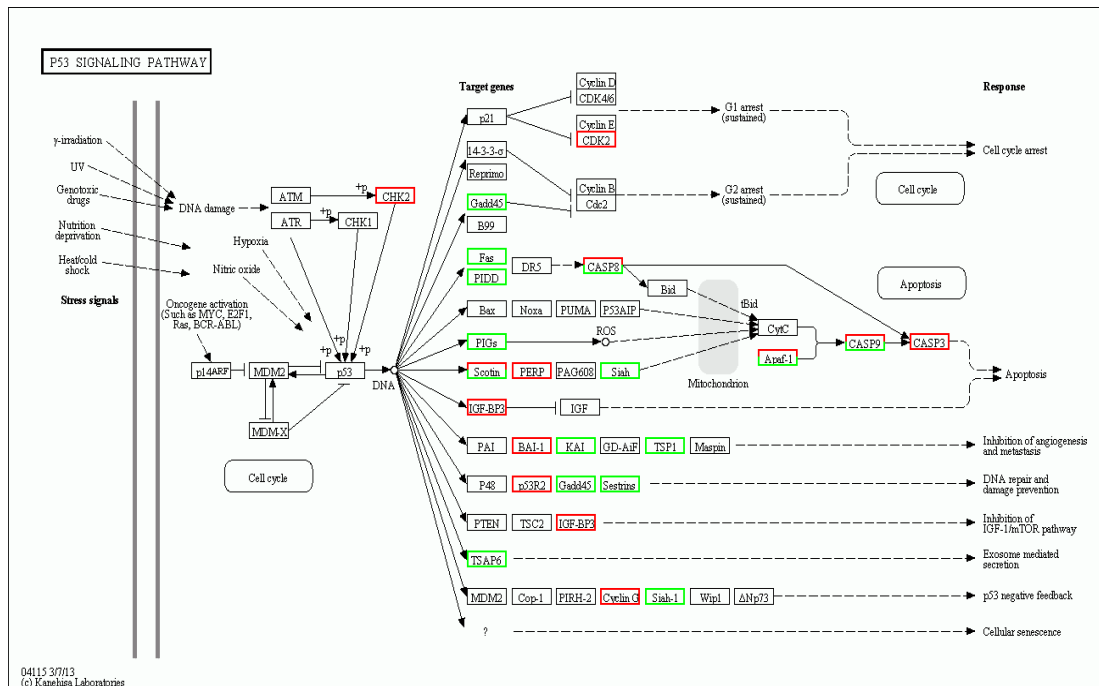 P53 SIGNALING PATHWAY
Target genes
Response
Cyclin D
CDK4/6
p21
G1 arrest
(sustained)
Cyclin E
CDK2
γ-irradiation
UV
Genotoxic
drugs
DNA damage
Nutrition
deprivation
Heat/cold
shock
Stress signals
Hypoxia
Nitric oxide
Oncogene activation
(Such as MYC, E2F1,
Ras, BCR-ABL)
ATM
+p
CHK2
ATR
+p
CHK1
+p
+p
+p
p14ARF
MDM2
p53
DNA
MDM-X
Cell cycle
14-3-3-σ
Reprimo
Gadd45
B99
Cyclin B
Cdc2
G2 arrest
(sustained)
Cell cycle arrest
Cell cycle
Fas
PIDD
DR5
CASP8
Bid
tBid
Apoptosis
Bax
Noxa
PUMA
P53AIP
CytC
PIGs
ROS
CASP9
CASP3
Apaf-1
Mitochondrion
Scotin
PERP
PAG608
Siah
Apoptosis
IGF-BP3
IGF
PAI
BAI-1
KAI
GD-AiF
TSP1
Maspin
Inhibition of angiogenesis
and metastasis
P48
p53R2
Gadd45
Sestrins
DNA repair and
damage prevention
PTEN
TSC2
IGF-BP3
Inhibition of
IGF-1/mTOR pathway
TSAP6
Exosome mediated
secretion
MDM2
Cop-1
PIRH-2
Cyclin G
Siah-1
Wip1
ΔNp73
p53 negative feedback
?
Cellular senescence
04115 3/7/13
(c) Kanehisa Laboratories